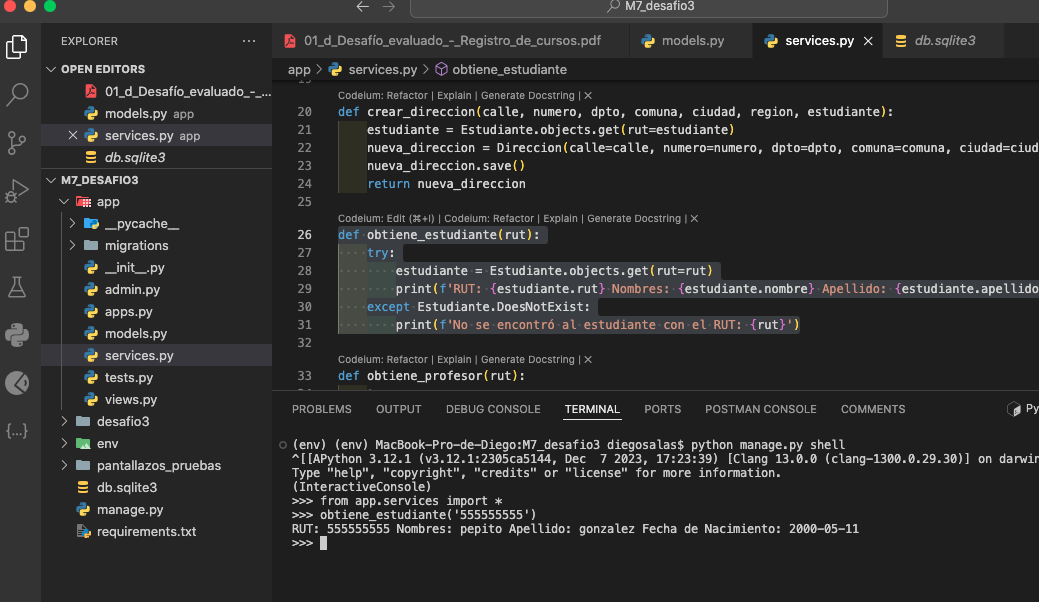 M7_desafio3
EXPLORER
OPEN EDITORS
01_d_Desafío_evaluado_-_...
models.py app
services.py app
db.sqlite3
M7_DESAFIO3
app
__pycache__
migrations
__init__.py
admin.py
apps.py
models.py
services.py
tests.py
views.py
desafio3
env
pantallazos_pruebas
db.sqlite3
manage.py
requirements.txt
01_d_Desafío_evaluado_-_Registro_de_cursos.pdf
models.py
services.py
db.sqlite3
app > services.py > obtiene_estudiante
Codeium: Refactor | Explain | Generate Docstring | X
20 def crear_direccion(calle, numero, dpto, comuna, ciudad, region, estudiante):
21 estudiante = Estudiante.objects.get(rut=estudiante)
22 nueva_direccion = Direccion(calle=calle, numero=numero, dpto=dpto, comuna=comuna, ciudad=ciud
23 nueva_direccion.save()
24 return nueva_direccion
25
Codeium: Edit (⌘+I) | Codeium: Refactor | Explain | Generate Docstring | X
26 def obtiene_estudiante(rut):
27 try:
28 estudiante = Estudiante.objects.get(rut=rut)
29 print(f'RUT: {estudiante.rut} Nombres: {estudiante.nombre} Apellido: {estudiante.apellido
30 except Estudiante.DoesNotExist:
31 print(f'No se encontró al estudiante con el RUT: {rut}')
32
Codeium: Refactor | Explain | Generate Docstring | X
33 def obtiene_profesor(rut):
PROBLEMS OUTPUT DEBUG CONSOLE TERMINAL PORTS POSTMAN CONSOLE COMMENTS
Py
(env) (env) MacBook-Pro-de-Diego:M7_desafio3 diegosalas$ python manage.py shell
^[[APython 3.12.1 (v3.12.1:2305ca5144, Dec  7 2023, 17:23:39) [Clang 13.0.0 (clang-1300.0.29.30)] on darwin
Type "help", "copyright", "credits" or "license" for more information.
(InteractiveConsole)
>>> from app.services import *
>>> obtiene_estudiante('555555555')
RUT: 555555555 Nombres: pepito Apellido: gonzalez Fecha de Nacimiento: 2000-05-11
>>>